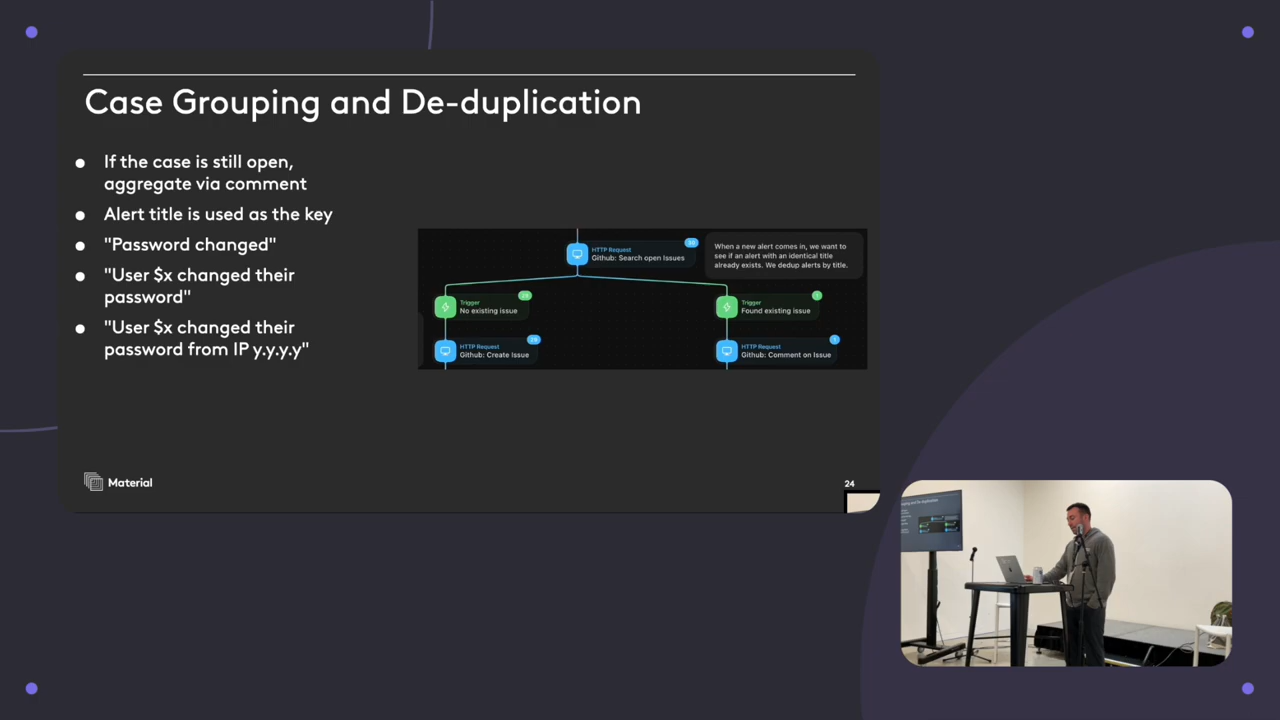 Case Grouping and De-duplication
● If the case is still open,
aggregate via comment
● Alert title is used as the key
● "Password changed"
● "User $x changed their
password"
● "User $x changed their
password from IP y.y.y.y"
HTTP Request
Github: Search open Issues
When a new alert comes in, we want to
see if an alert with an identical title
already exists. We dedup alerts by title.
Trigger
No existing issue
Trigger
1
Found existing issue
HTTP Request
Github: Create Issue
HTTP Request
1
Github: Comment on Issue
Material
24